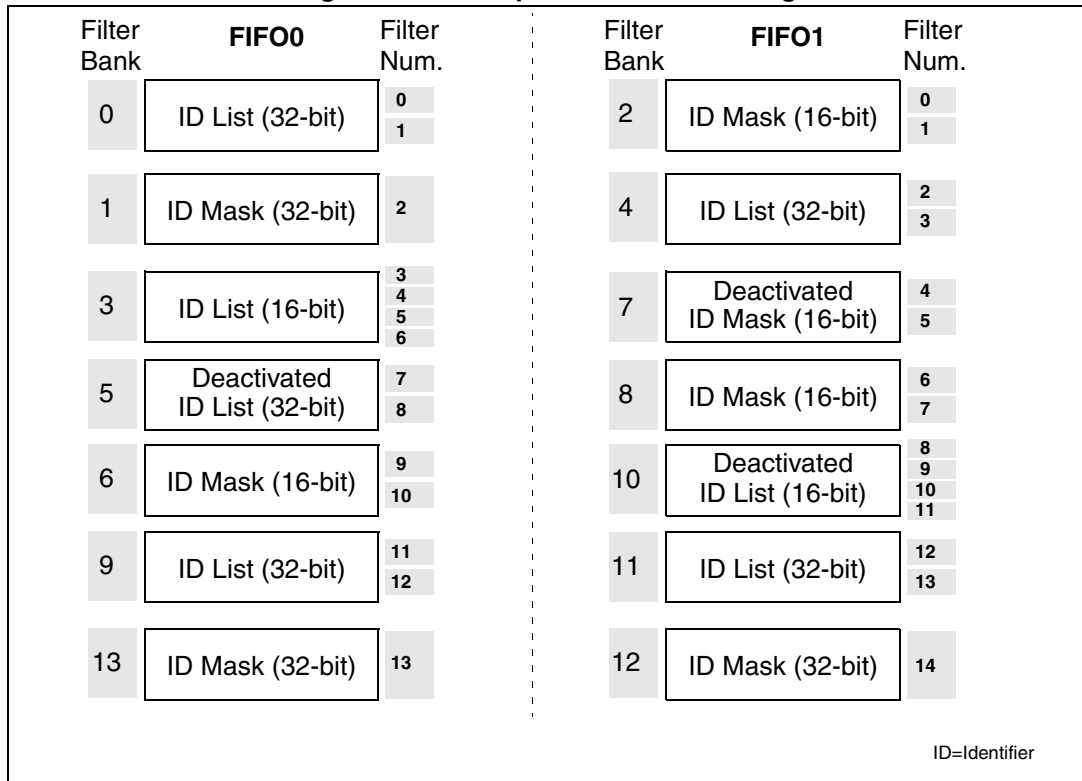 Filter Bank FIFO0 Filter Num.
0 ID List (32-bit) 0 1
1 ID Mask (32-bit) 2
3 ID List (16-bit) 3 4 5 6
5 Deactivated ID List (32-bit) 7 8
6 ID Mask (16-bit) 9 10
9 ID List (32-bit) 11 12
13 ID Mask (32-bit) 13
Filter Bank FIFO1 Filter Num.
2 ID Mask (16-bit) 0 1
4 ID List (32-bit) 2 3
7 Deactivated ID Mask (16-bit) 4 5
8 ID Mask (16-bit) 6 7
10 Deactivated ID List (16-bit) 8 9 10 11
11 ID List (32-bit) 12 13
12 ID Mask (32-bit) 14
ID=Identifier